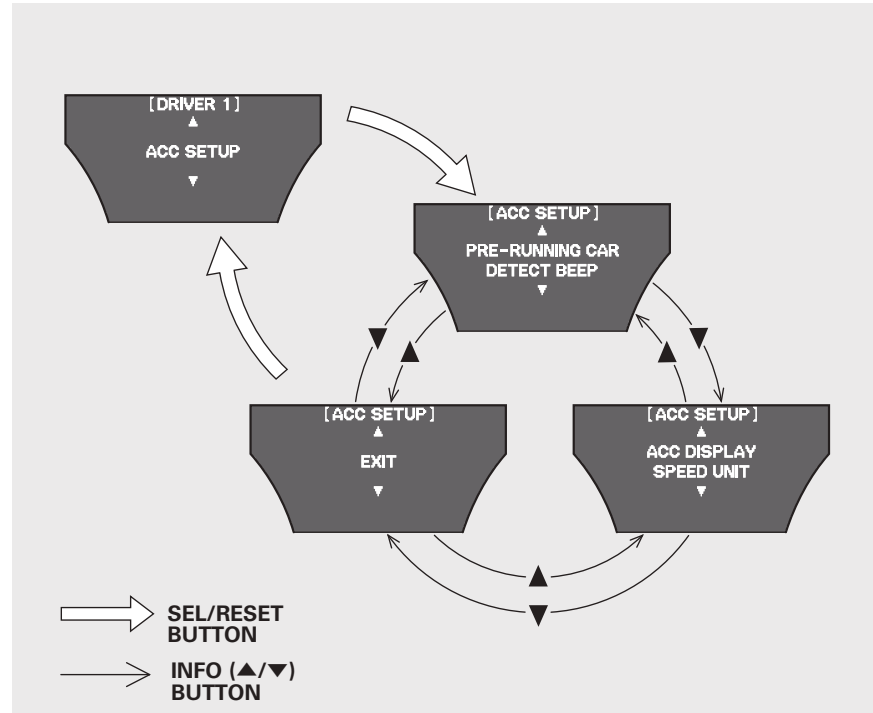 [DRIVER 1]
▲
ACC SETUP
▼
[ACC SETUP]
▲
PRE-RUNNING CAR
DETECT BEEP
▼
▼
▲
▲
▼
[ACC SETUP]
▲
EXIT
▼
[ACC SETUP]
▲
ACC DISPLAY
SPEED UNIT
▼
▲
▼
SEL/RESET
BUTTON
INFO (▲/▼)
BUTTON